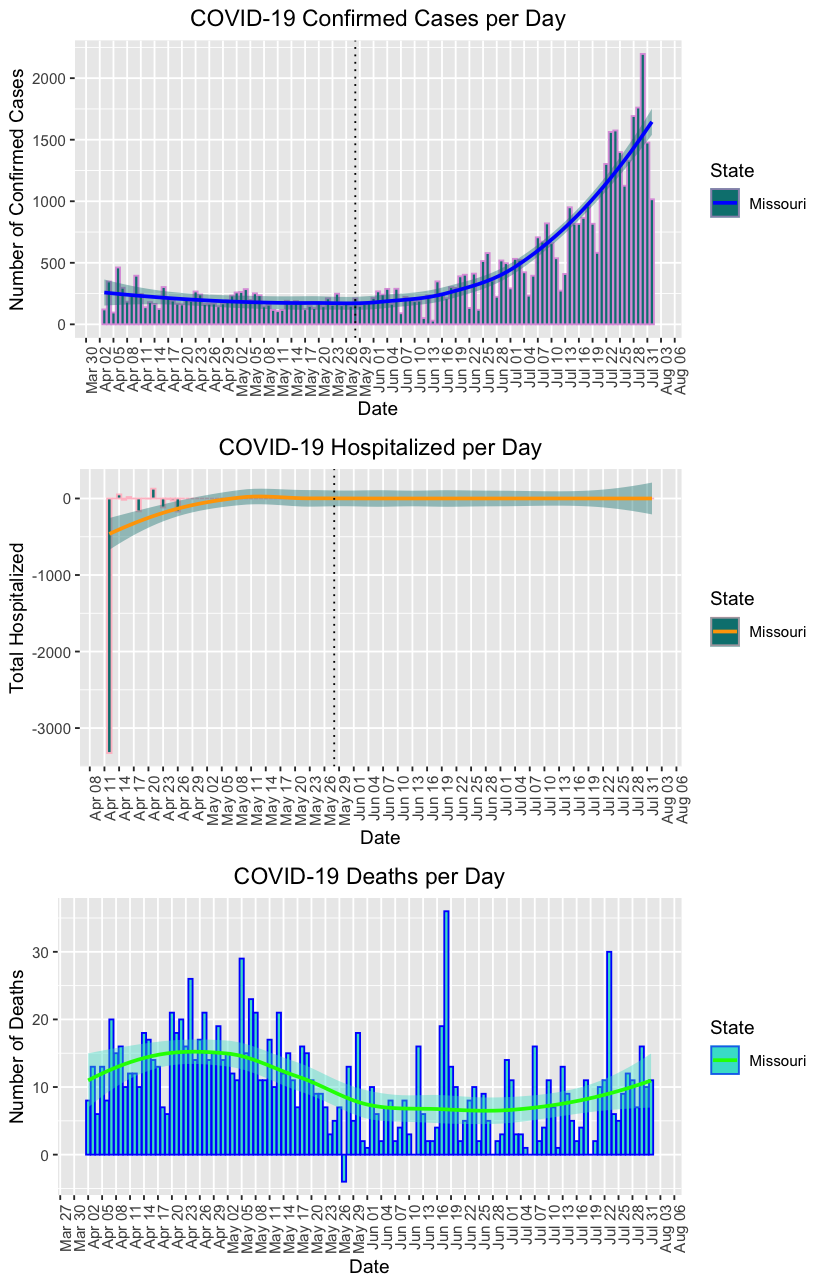 COVID-19 Confirmed Cases per Day
Number of Confirmed Cases
2000
1500
1000
500
0
Mar 30
Apr 02
Apr 05
Apr 08
Apr 11
Apr 14
Apr 17
Apr 20
Apr 23
Apr 26
Apr 29
May 02
May 05
May 08
May 11
May 14
May 17
May 20
May 23
May 26
May 29
Jun 01
Jun 04
Jun 07
Jun 10
Jun 13
Jun 16
Jun 19
Jun 22
Jun 25
Jun 28
Jul 01
Jul 04
Jul 07
Jul 10
Jul 13
Jul 16
Jul 19
Jul 22
Jul 25
Jul 28
Jul 31
Aug 03
Aug 06
Date
State
Missouri
COVID-19 Hospitalized per Day
Total Hospitalized
0
-1000
-2000
-3000
Apr 08
Apr 11
Apr 14
Apr 17
Apr 20
Apr 23
Apr 26
Apr 29
May 02
May 05
May 08
May 11
May 14
May 17
May 20
May 23
May 26
May 29
Jun 01
Jun 04
Jun 07
Jun 10
Jun 13
Jun 16
Jun 19
Jun 22
Jun 25
Jun 28
Jul 01
Jul 04
Jul 07
Jul 10
Jul 13
Jul 16
Jul 19
Jul 22
Jul 25
Jul 28
Jul 31
Aug 03
Aug 06
Date
State
Missouri
COVID-19 Deaths per Day
Number of Deaths
30
20
10
0
Mar 27
Mar 30
Apr 02
Apr 05
Apr 08
Apr 11
Apr 14
Apr 17
Apr 20
Apr 23
Apr 26
Apr 29
May 02
May 05
May 08
May 11
May 14
May 17
May 20
May 23
May 26
May 29
Jun 01
Jun 04
Jun 07
Jun 10
Jun 13
Jun 16
Jun 19
Jun 22
Jun 25
Jun 28
Jul 01
Jul 04
Jul 07
Jul 10
Jul 13
Jul 16
Jul 19
Jul 22
Jul 25
Jul 28
Jul 31
Aug 03
Aug 06
Date
State
Missouri